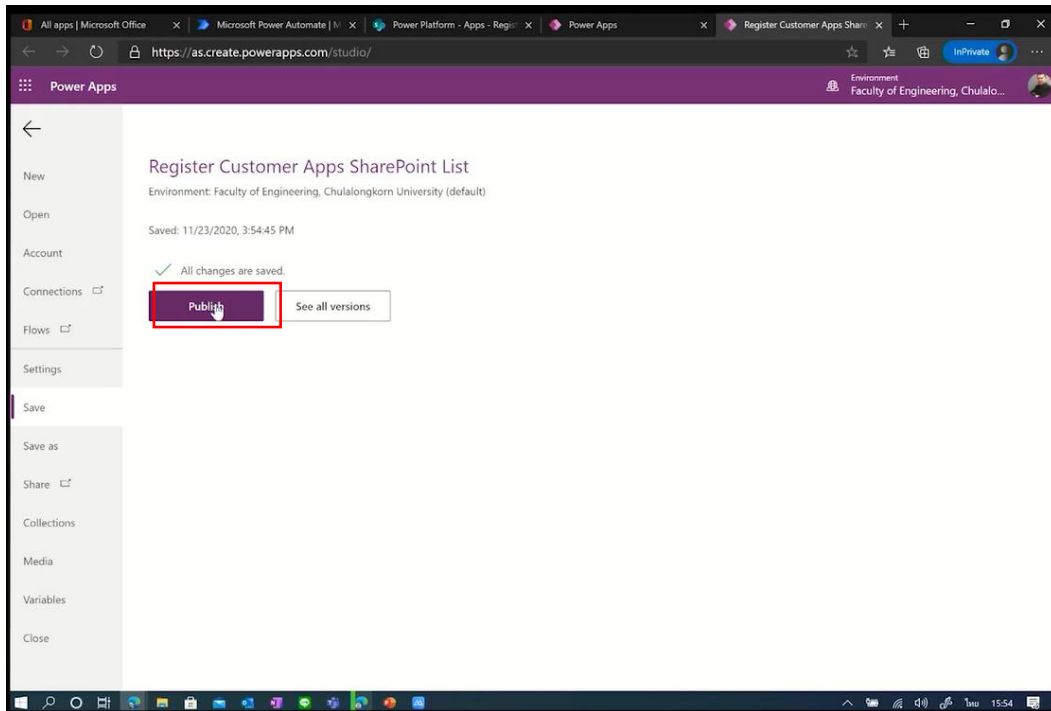 All apps | Microsoft Office
Microsoft Power Automate | M
Power Platform - Apps - Regist
Power Apps
Register Customer Apps Share
https://as.create.powerapps.com/studio/
InPrivate
Power Apps
Environment
Faculty of Engineering, Chulalo...
New
Open
Account
Connections
Flows
Settings
Save
Save as
Share
Collections
Media
Variables
Close
Register Customer Apps SharePoint List
Environment: Faculty of Engineering, Chulalongkorn University (default)
Saved: 11/23/2020, 3:54:45 PM
All changes are saved.
Publish
See all versions
ไทย 15:54